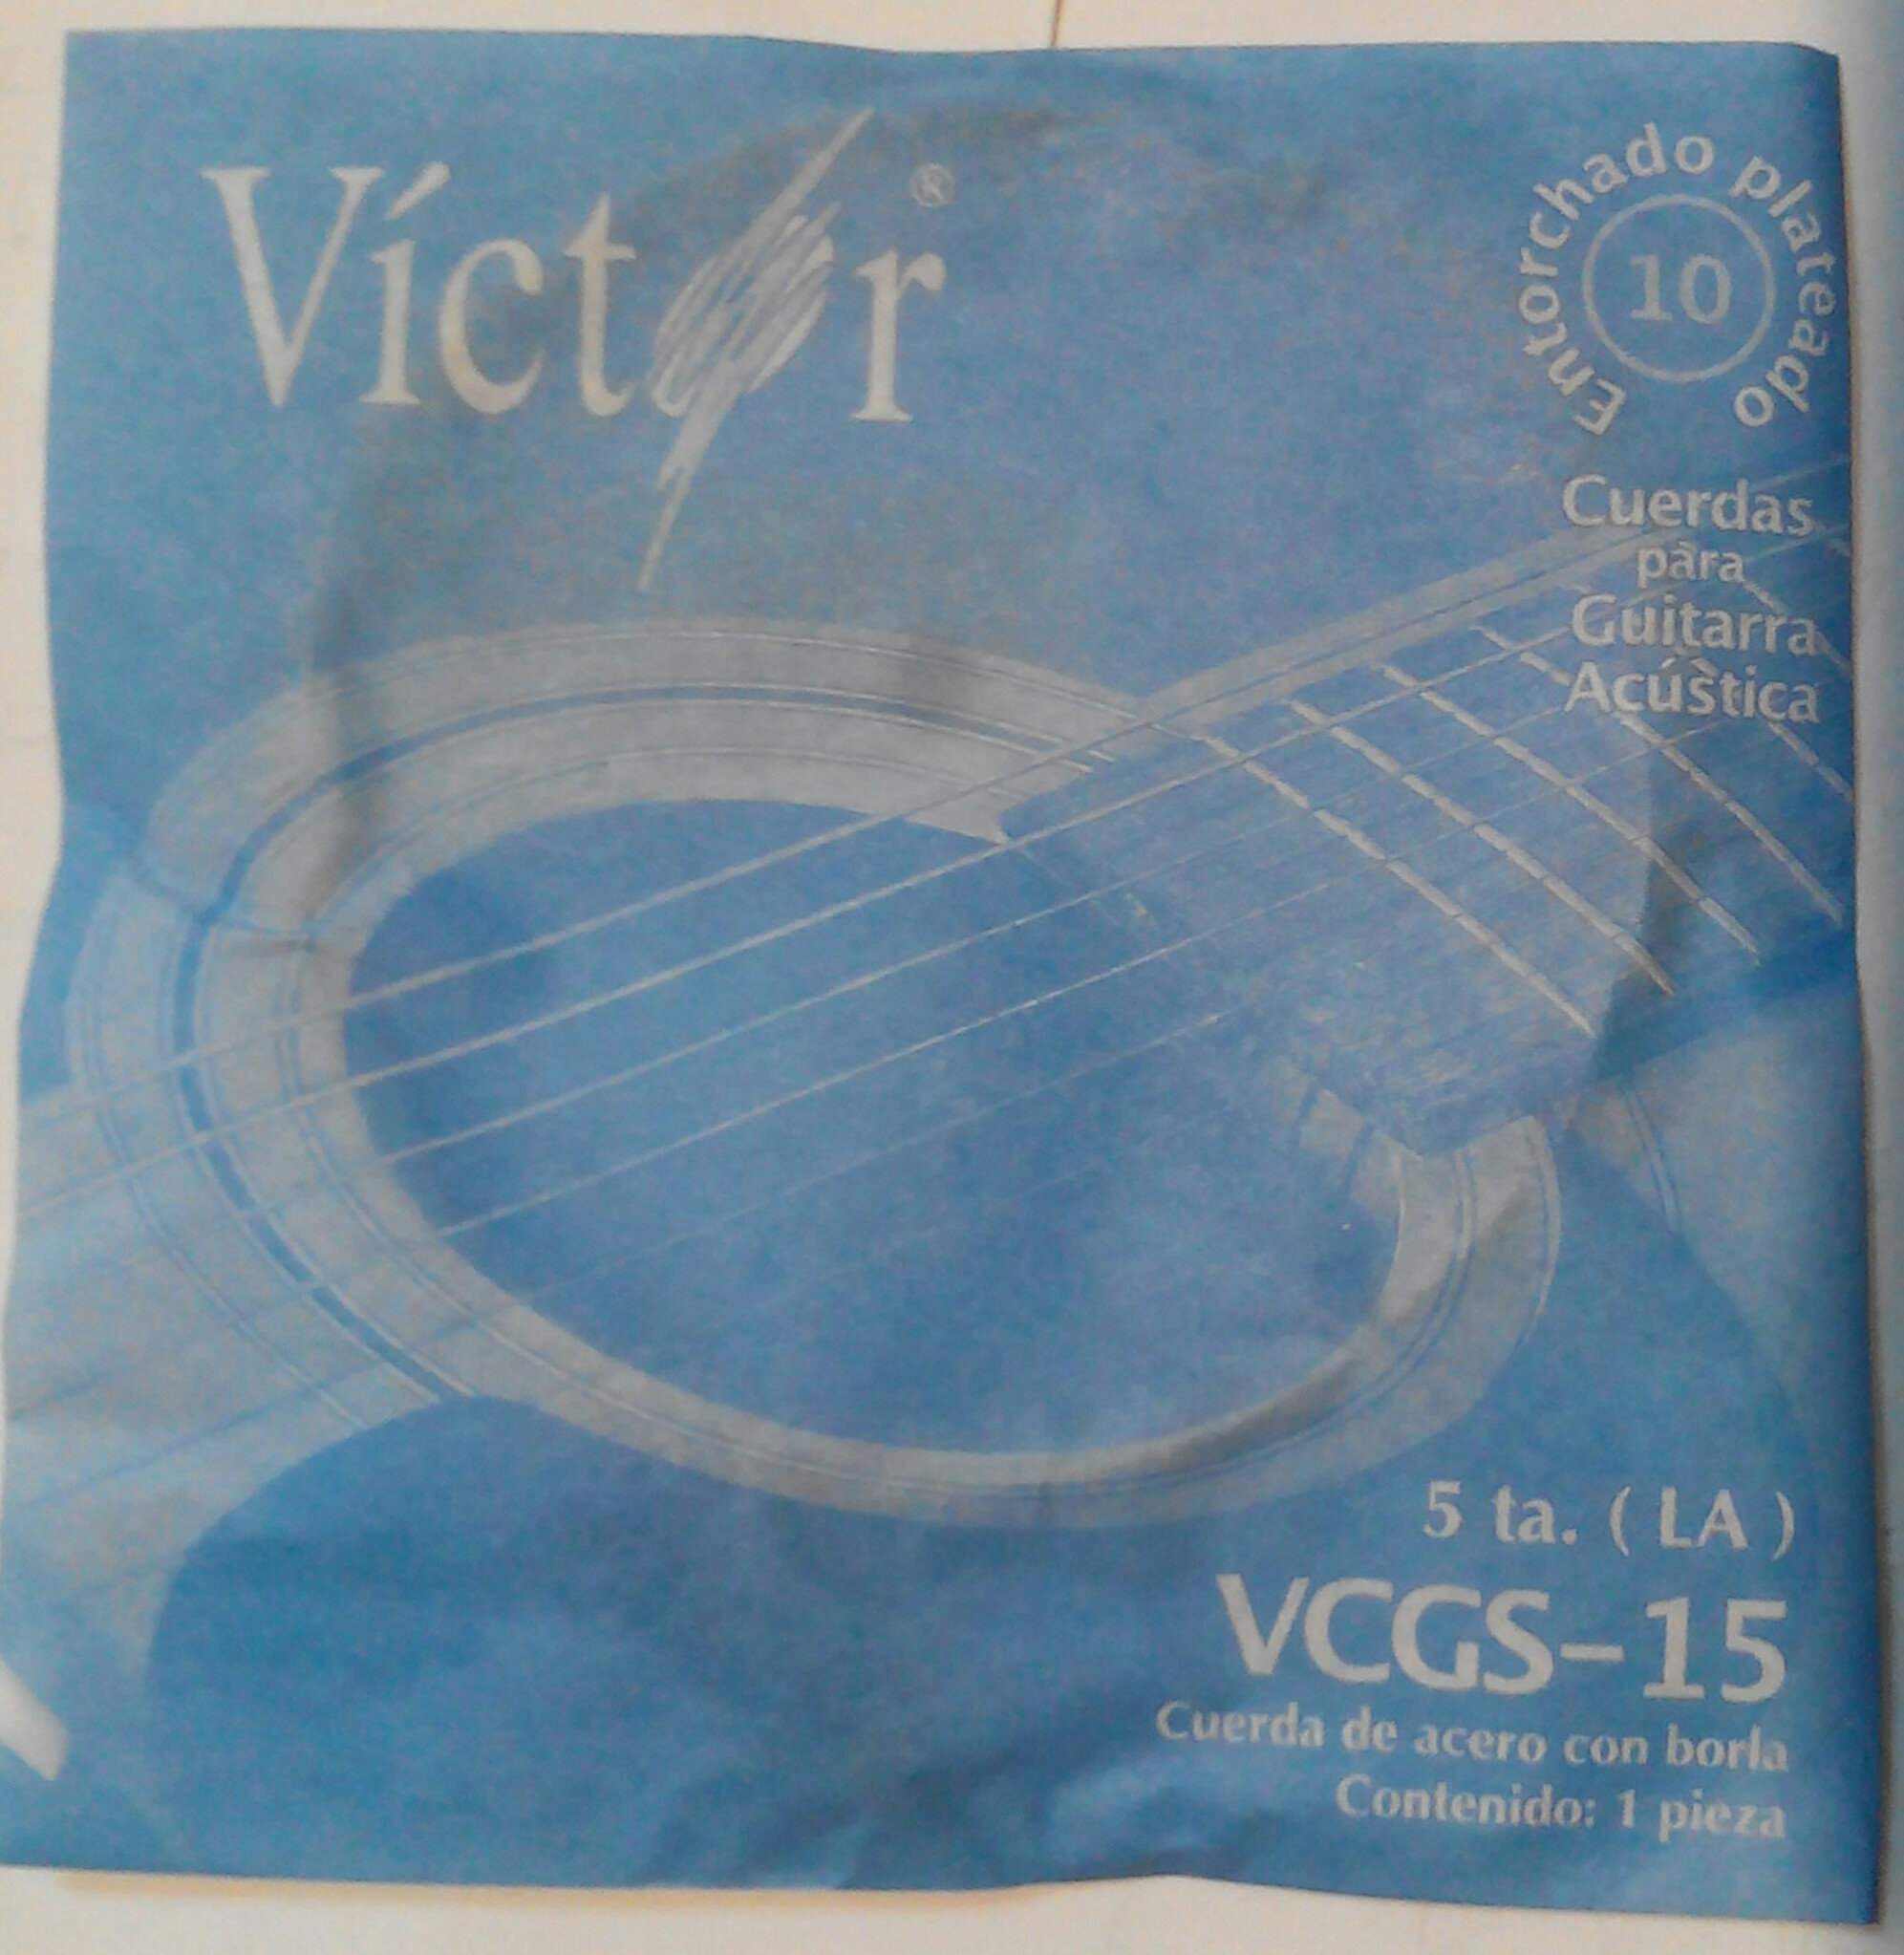 Víctor®
Entorchado plateado
10
Cuerdas
para
Guitarra
Acústica
5 ta. ( LA )
VCGS-15
Cuerda de acero con borla
Contenido: 1 pieza